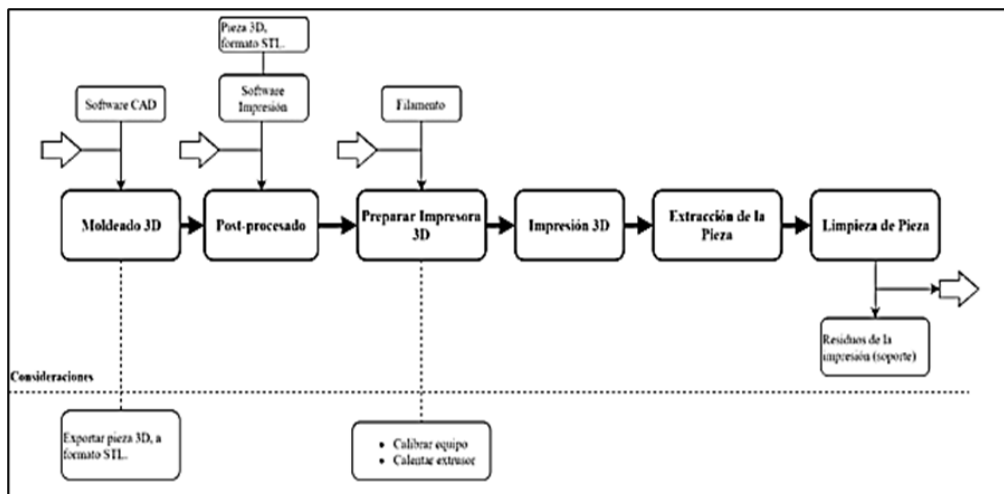 Pieza 3D,
formato STL.
Software CAD
Software
Impresión
Filamento
Moldeado 3D
Post-procesado
Preparar Impresora
3D
Impresión 3D
Extracción de la
Pieza
Limpieza de Pieza
Residuos de la
impresión (soporte)
Consideraciones
Exportar pieza 3D, a
formato STL.
• Calibrar equipo
• Calentar extrusor